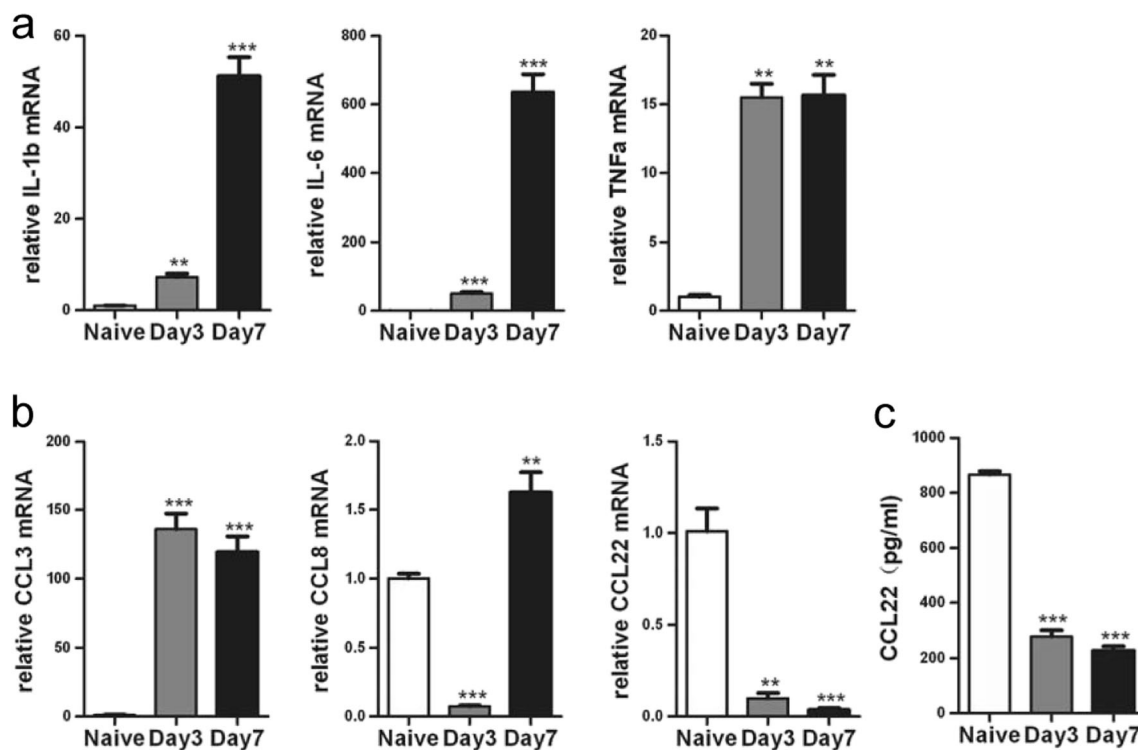 a
relative IL-1b mRNA
60
40
20
0
***
**
Naive Day3 Day7
relative IL-6 mRNA
800
600
400
200
0
***
***
Naive Day3 Day7
relative TNFa mRNA
20
15
10
5
0
**
**
Naive Day3 Day7
b
relative CCL3 mRNA
200
150
100
50
0
***
***
Naive Day3 Day7
relative CCL8 mRNA
2.0
1.5
1.0
0.5
0.0
**
***
Naive Day3 Day7
relative CCL22 mRNA
1.5
1.0
0.5
0.0
**
***
Naive Day3 Day7
c
CCL22（pg/ml)
1000
800
600
400
200
0
***
***
Naive Day3 Day7